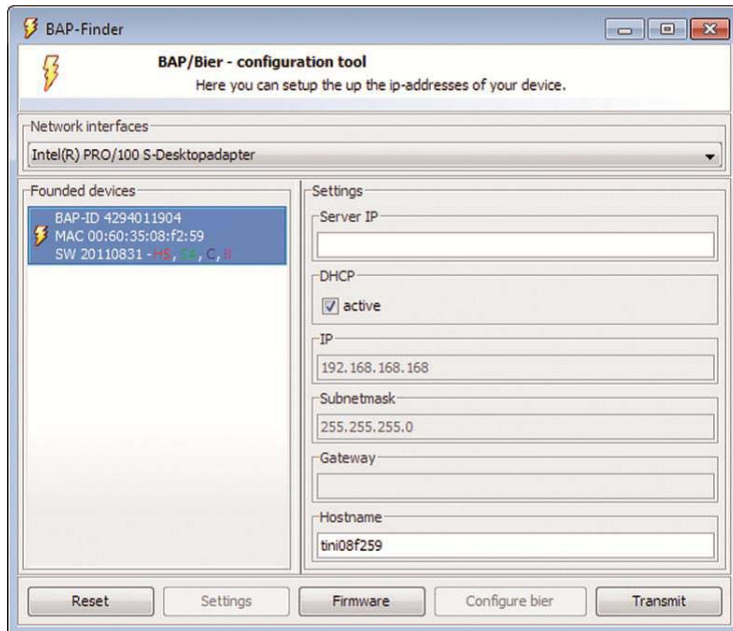 BAP-Finder
BAP/Bier - configuration tool
Here you can setup the up the ip-addresses of your device.
Network interfaces
Intel(R) PRO/100 S-Desktopadapter
Founded devices
BAP-ID 4294011904
MAC 00:60:35:08:f2:59
SW 20110831 - HS, SA, C, B
Settings
Server IP
DHCP
active
IP
192.168.168.168
Subnetmask
255.255.255.0
Gateway
Hostname
tini08f259
Reset
Settings
Firmware
Configure bier
Transmit